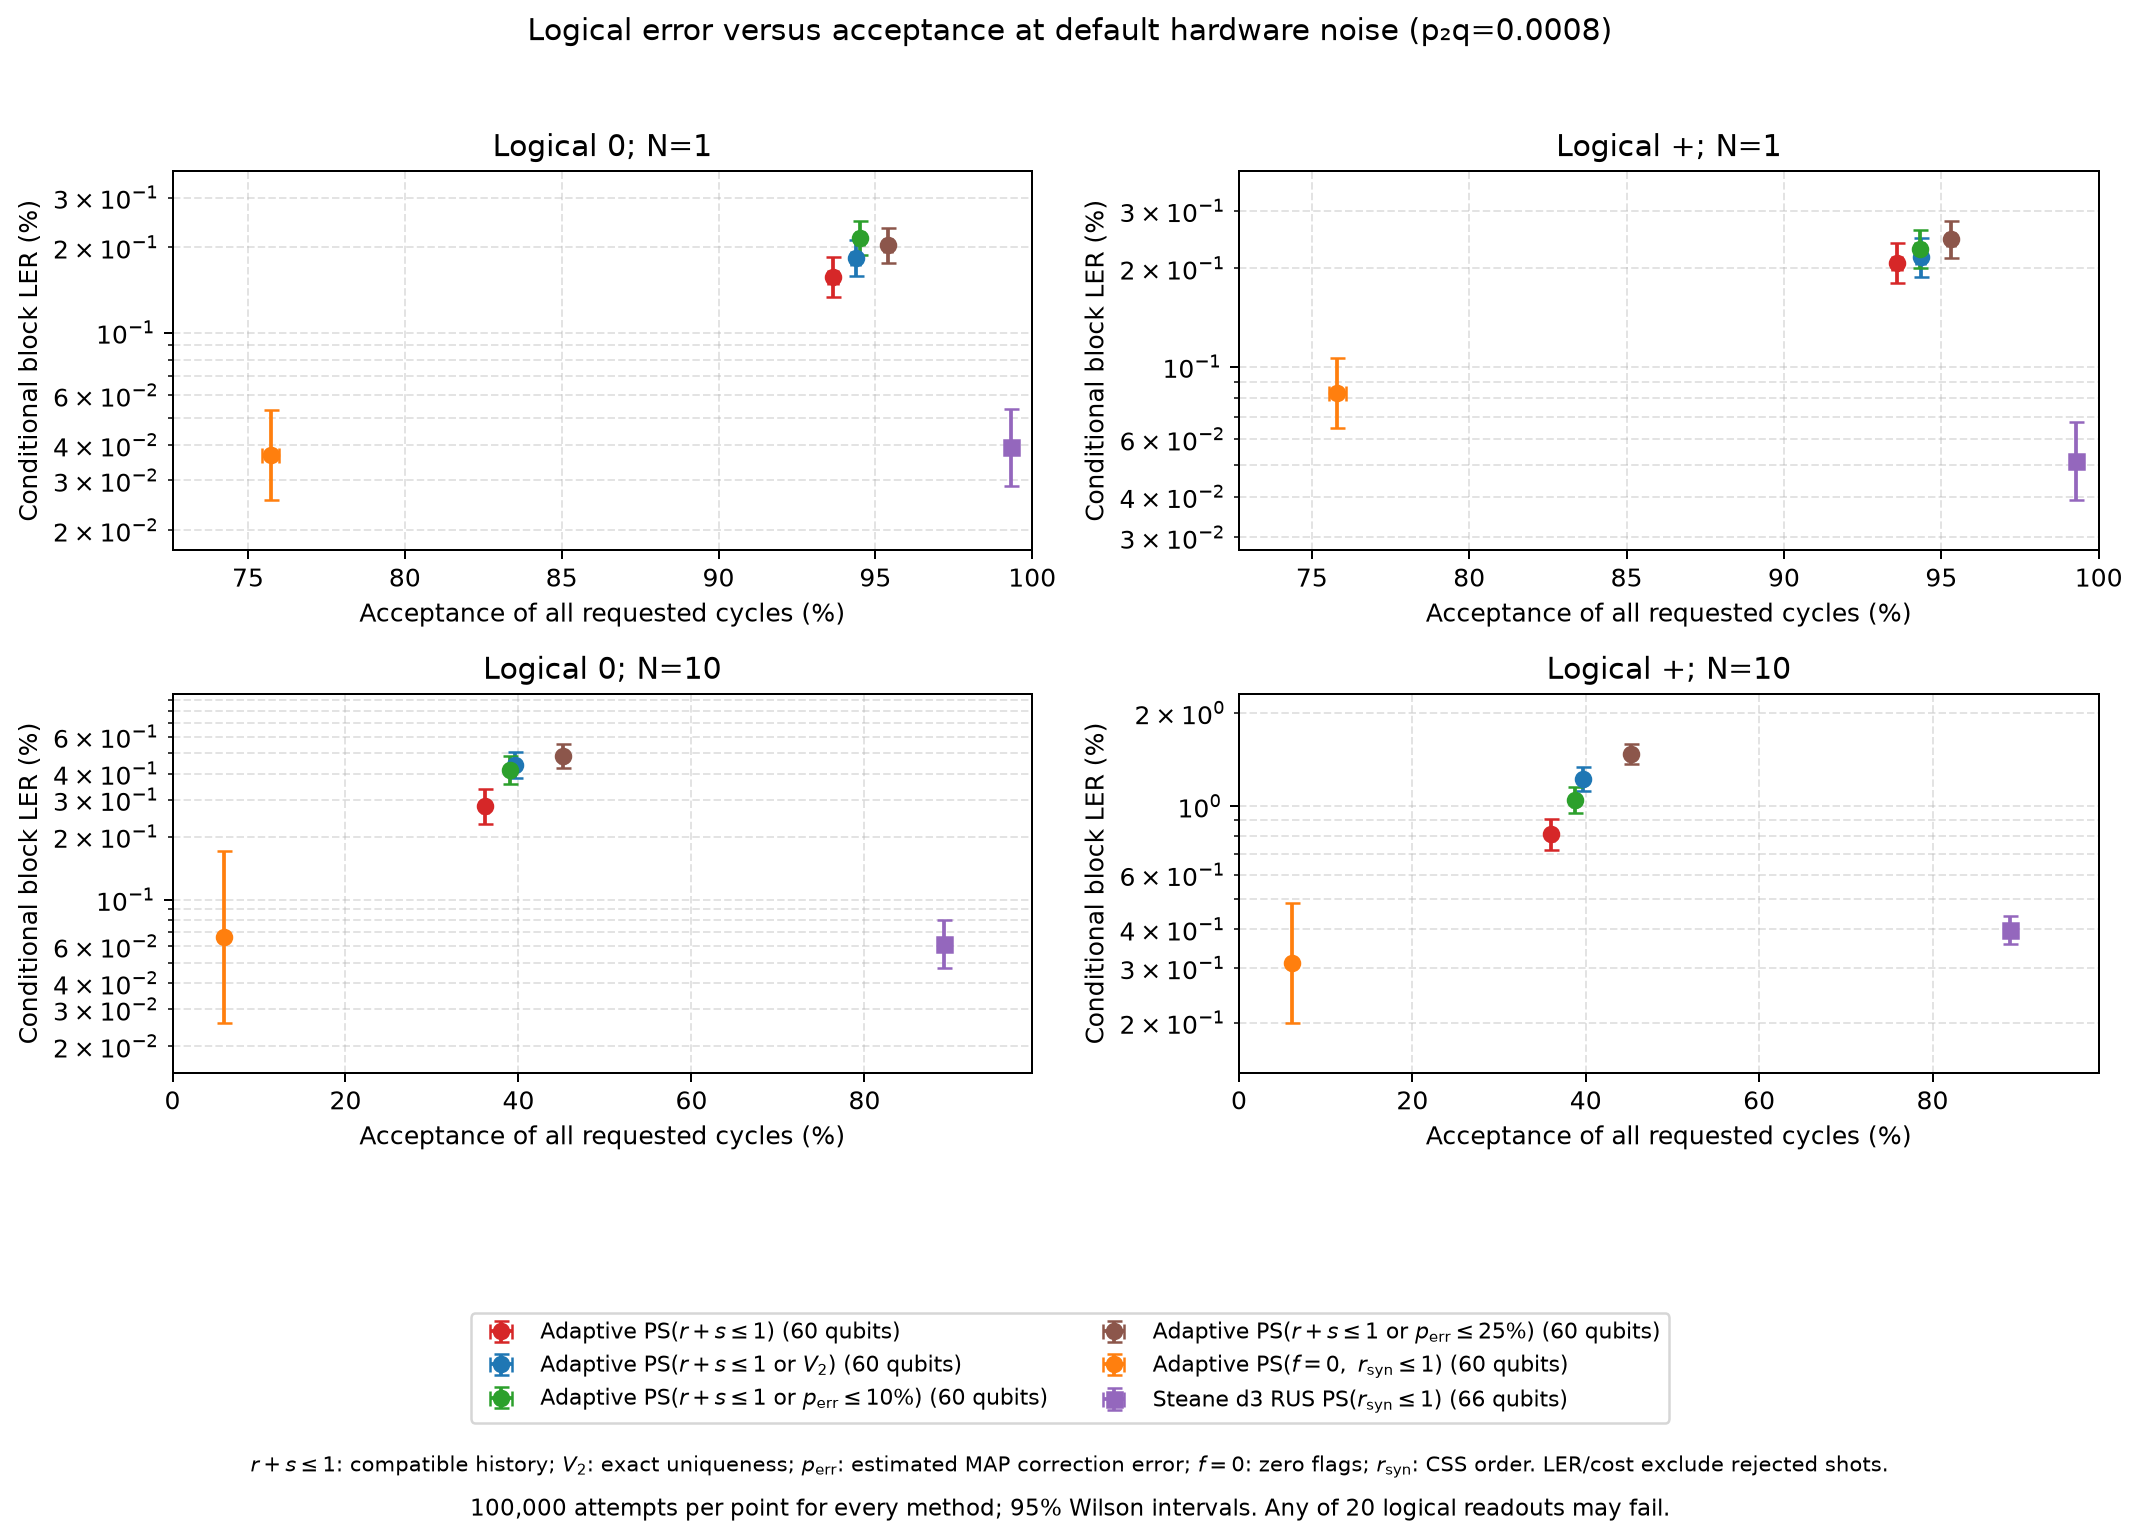 Logical error versus acceptance at default hardware noise (p₂q=0.0008)
Logical 0; N=1
Conditional block LER (%)
3 × 10⁻¹
2 × 10⁻¹
10⁻¹
6 × 10⁻²
4 × 10⁻²
3 × 10⁻²
2 × 10⁻²
75 80 85 90 95 100
Acceptance of all requested cycles (%)
Logical +; N=1
Conditional block LER (%)
3 × 10⁻¹
2 × 10⁻¹
10⁻¹
6 × 10⁻²
4 × 10⁻²
3 × 10⁻²
75 80 85 90 95 100
Acceptance of all requested cycles (%)
Logical 0; N=10
Conditional block LER (%)
6 × 10⁻¹
4 × 10⁻¹
3 × 10⁻¹
2 × 10⁻¹
10⁻¹
6 × 10⁻²
4 × 10⁻²
3 × 10⁻²
2 × 10⁻²
0 20 40 60 80
Acceptance of all requested cycles (%)
Logical +; N=10
Conditional block LER (%)
2 × 10⁰
10⁰
6 × 10⁻¹
4 × 10⁻¹
3 × 10⁻¹
2 × 10⁻¹
0 20 40 60 80
Acceptance of all requested cycles (%)
Adaptive PS(r + s ≤ 1) (60 qubits)
Adaptive PS(r + s ≤ 1 or V₂) (60 qubits)
Adaptive PS(r + s ≤ 1 or p_err ≤ 10%) (60 qubits)
Adaptive PS(r + s ≤ 1 or p_err ≤ 25%) (60 qubits)
Adaptive PS(f = 0, r_syn ≤ 1) (60 qubits)
Steane d3 RUS PS(r_syn ≤ 1) (66 qubits)
r + s ≤ 1: compatible history; V₂: exact uniqueness; p_err: estimated MAP correction error; f = 0: zero flags; r_syn: CSS order. LER/cost exclude rejected shots.
100,000 attempts per point for every method; 95% Wilson intervals. Any of 20 logical readouts may fail.